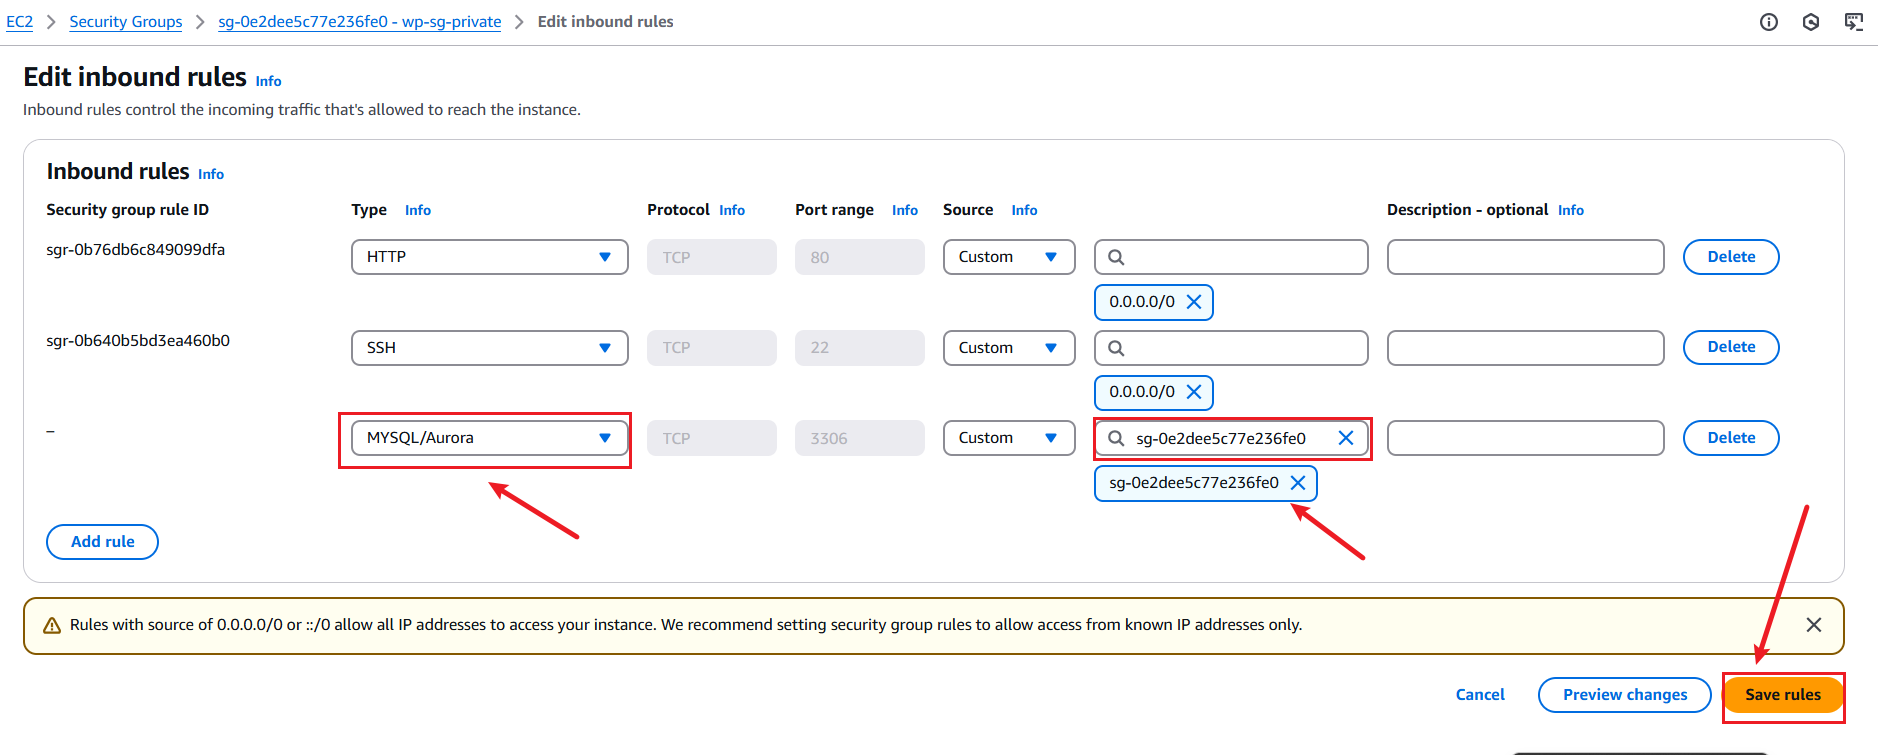 EC2 > Security Groups > sg-0e2dee5c77e236fe0 - wp-sg-private > Edit inbound rules
Edit inbound rules Info
Inbound rules control the incoming traffic that's allowed to reach the instance.
Inbound rules Info
Security group rule ID Type Info Protocol Info Port range Info Source Info Description - optional Info
sgr-0b76db6c849099dfa HTTP TCP 80 Custom Delete
0.0.0.0/0
sgr-0b640b5bd3ea460b0 SSH TCP 22 Custom Delete
0.0.0.0/0
– MYSQL/Aurora TCP 3306 Custom sg-0e2dee5c77e236fe0 Delete
sg-0e2dee5c77e236fe0
Add rule
Rules with source of 0.0.0.0/0 or ::/0 allow all IP addresses to access your instance. We recommend setting security group rules to allow access from known IP addresses only.
Cancel Preview changes Save rules